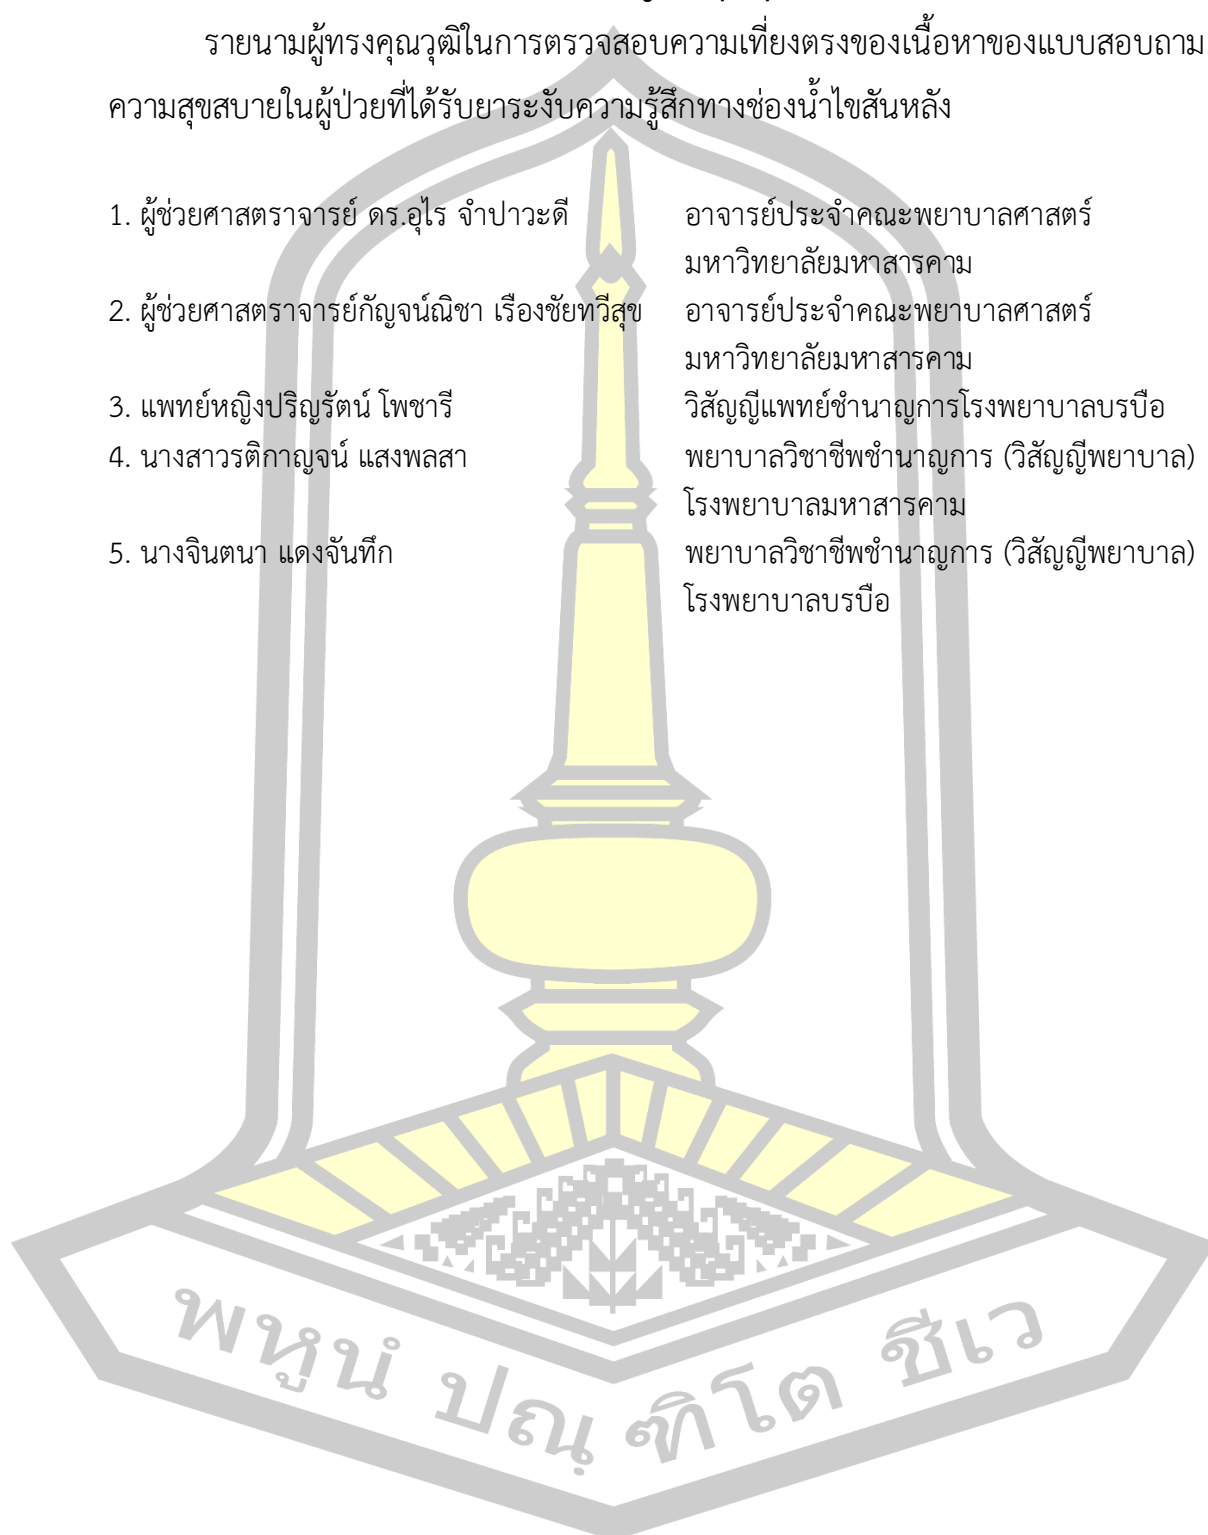 รายนามผู้ทรงคุณวุฒิในการตรวจสอบความเที่ยงตรงของเนื้อหาของแบบสอบถาม
ความสุขสบายในผู้ป่วยที่ได้รับยาระงับความรู้สึกทางช่องน้ำไขสันหลัง
1. ผู้ช่วยศาสตราจารย์ ดร.อุไร จำปาวะดี อาจารย์ประจำคณะพยาบาลศาสตร์
มหาวิทยาลัยมหาสารคาม
2. ผู้ช่วยศาสตราจารย์กัญจน์ณิชา เรืองชัยทวีสุข อาจารย์ประจำคณะพยาบาลศาสตร์
มหาวิทยาลัยมหาสารคาม
3. แพทย์หญิงปริญรัตน์ โพชารี วิสัญญีแพทย์ชำนาญการโรงพยาบาลบรบือ
4. นางสาวรติกาญจน์ แสงพลสา พยาบาลวิชาชีพชำนาญการ (วิสัญญีพยาบาล)
โรงพยาบาลมหาสารคาม
5. นางจินตนา แดงจันทึก พยาบาลวิชาชีพชำนาญการ (วิสัญญีพยาบาล)
โรงพยาบาลบรบือ
พหูนํ ปณฺฑิโต ชีเว